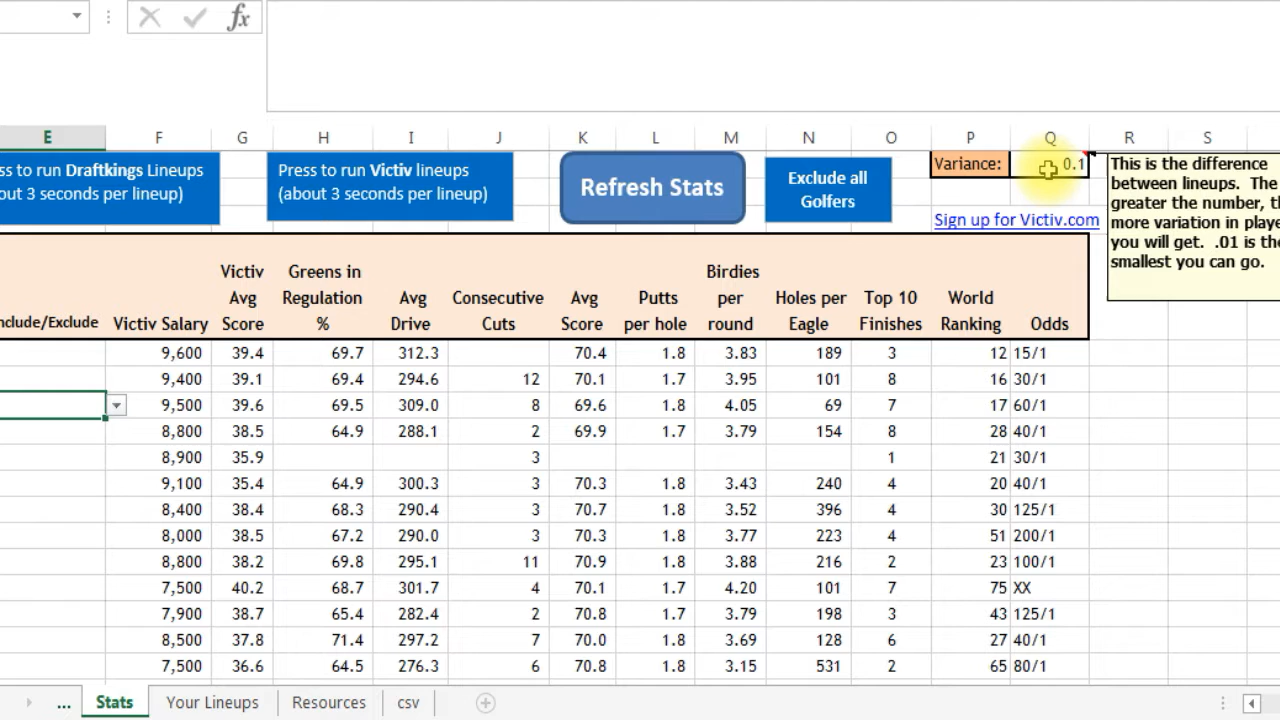 fx
E F G H I J K L M N O P Q R S
ss to run Draftkings Lineups
out 3 seconds per lineup)
Press to run Victiv lineups
(about 3 seconds per lineup)
Refresh Stats
Exclude all
Golfers
Variance: 0.1
Sign up for Victiv.com
This is the difference
between lineups. The
greater the number, th
more variation in playe
you will get. .01 is the
smallest you can go.
nclude/Exclude
Victiv Salary
Victiv
Avg
Score
Greens in
Regulation
%
Avg
Drive
Consecutive
Cuts
Avg
Score
Putts
per hole
Birdies
per
round
Holes per
Eagle
Top 10
Finishes
World
Ranking
Odds
9,600 39.4 69.7 312.3 70.4 1.8 3.83 189 3 12 15/1
9,400 39.1 69.4 294.6 12 70.1 1.7 3.95 101 8 16 30/1
9,500 39.6 69.5 309.0 8 69.6 1.8 4.05 69 7 17 60/1
8,800 38.5 64.9 288.1 2 69.9 1.7 3.79 154 8 28 40/1
8,900 35.9 3 1 21 30/1
9,100 35.4 64.9 300.3 3 70.3 1.8 3.43 240 4 20 40/1
8,400 38.4 68.3 290.4 3 70.7 1.8 3.52 396 4 30 125/1
8,000 38.5 67.2 290.0 3 70.3 1.8 3.77 223 4 51 200/1
8,800 38.2 69.8 295.1 11 70.9 1.8 3.88 216 2 23 100/1
7,500 40.2 68.7 301.7 4 70.1 1.7 4.20 101 7 75 XX
7,900 38.7 65.4 282.4 2 70.8 1.7 3.79 198 3 43 125/1
8,500 37.8 71.4 297.2 7 70.0 1.8 3.69 128 6 27 40/1
7,500 36.6 64.5 276.3 6 70.8 1.8 3.15 531 2 65 80/1
... Stats Your Lineups Resources csv